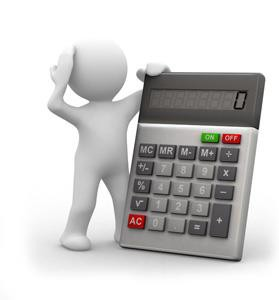 0
ON OFF
MC MR M- M+ ÷
7 8 9 x
% 4 5 6 -
√ 1 2 3
AC 0